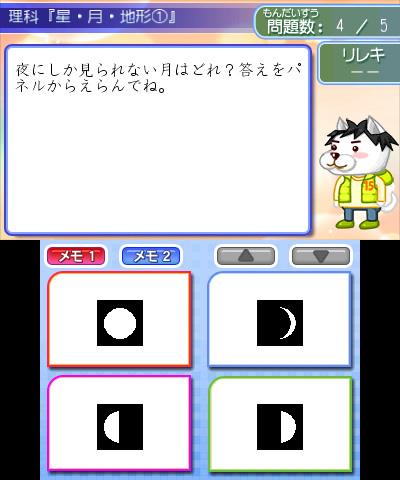 理科『星・月・地形①』
もんだいすう
問題数: 4 / 5
リレキ
－－
夜にしか見られない月はどれ？答えをパ
ネルからえらんでね。
15
メモ1
メモ2